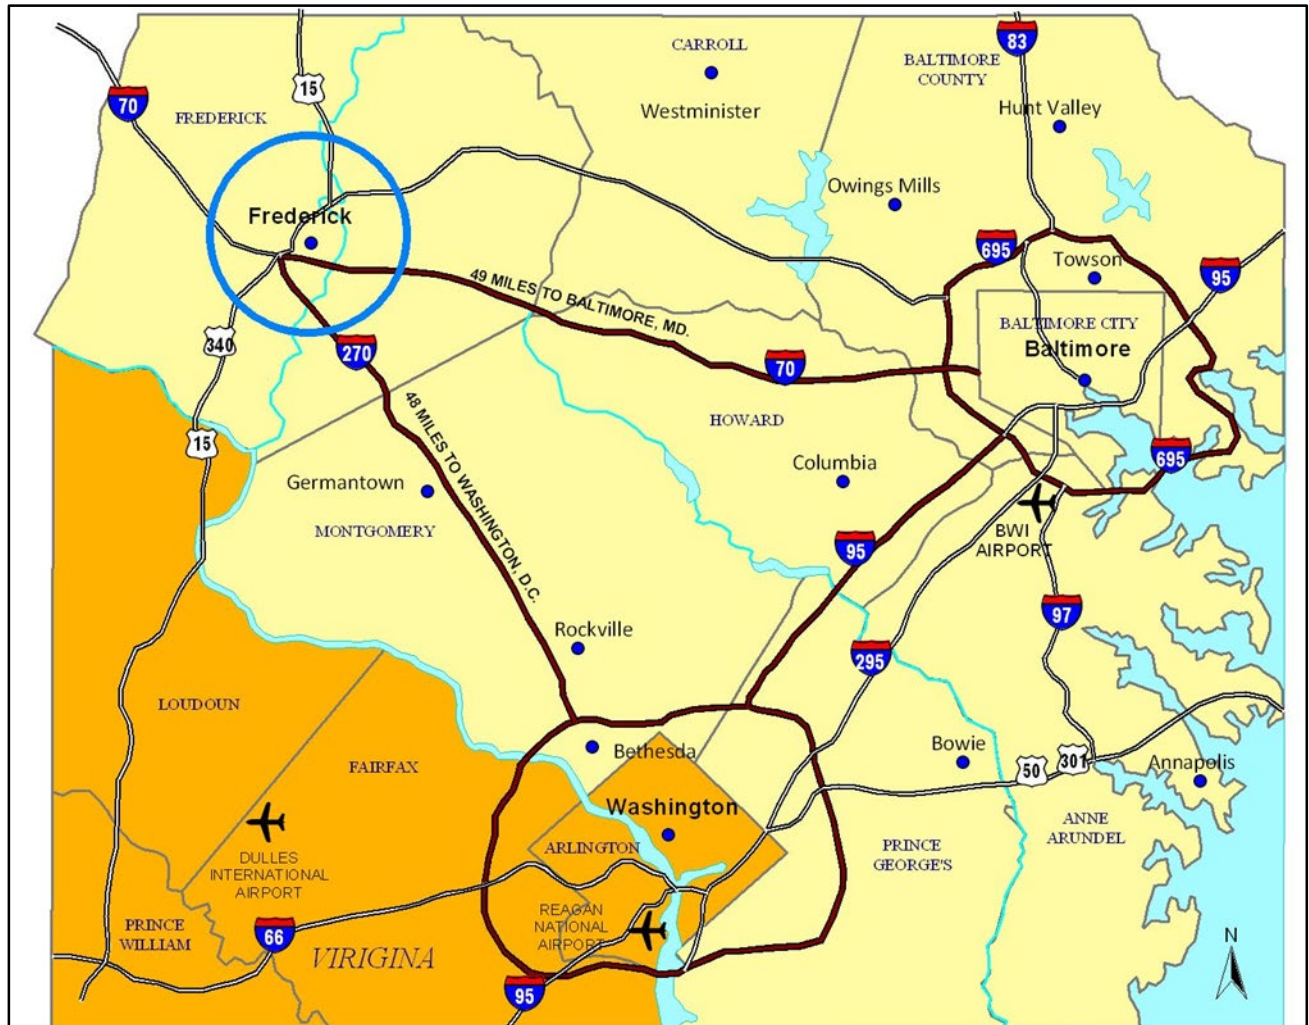 CARROLL
83
BALTIMORE
COUNTY
15
70
FREDERICK
Westminister
Hunt Valley
Owings Mills
Frederick
695
Towson
95
49 MILES TO BALTIMORE, MD.
BALTIMORE CITY
Baltimore
340
270
70
48 MILES TO WASHINGTON, D.C.
HOWARD
15
695
Columbia
Germantown
MONTGOMERY
95
BWI
AIRPORT
97
Rockville
295
LOUDOUN
Bethesda
Bowie
50
301
Annapolis
FAIRFAX
Washington
ANNE
ARUNDEL
ARLINGTON
PRINCE
GEORGE'S
DULLES
INTERNATIONAL
AIRPORT
REAGAN
NATIONAL
AIRPORT
PRINCE
WILLIAM
66
VIRIGINA
95
N